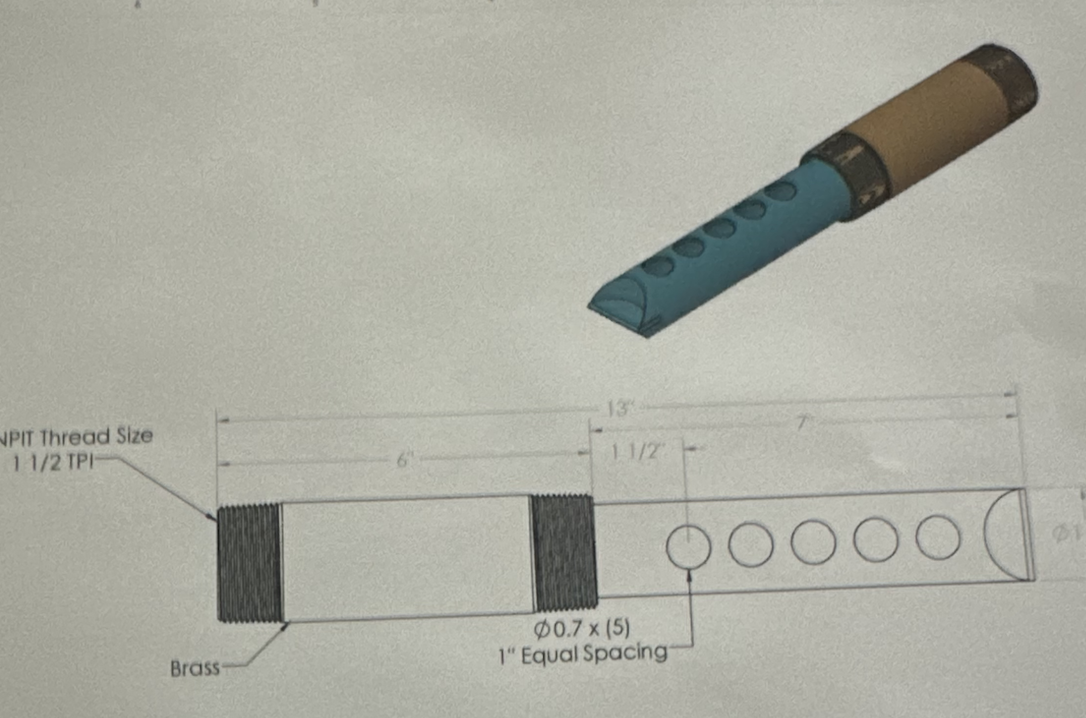 13"
7"
NPIT Thread Size
1 1/2 TPI
6"
1 1/2"
Ø1
Ø0.7 x (5)
1" Equal Spacing
Brass